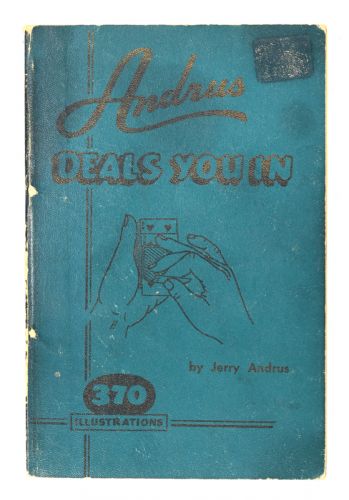 Andrus
DEALS YOU IN
by Jerry Andrus
370
ILLUSTRATIONS